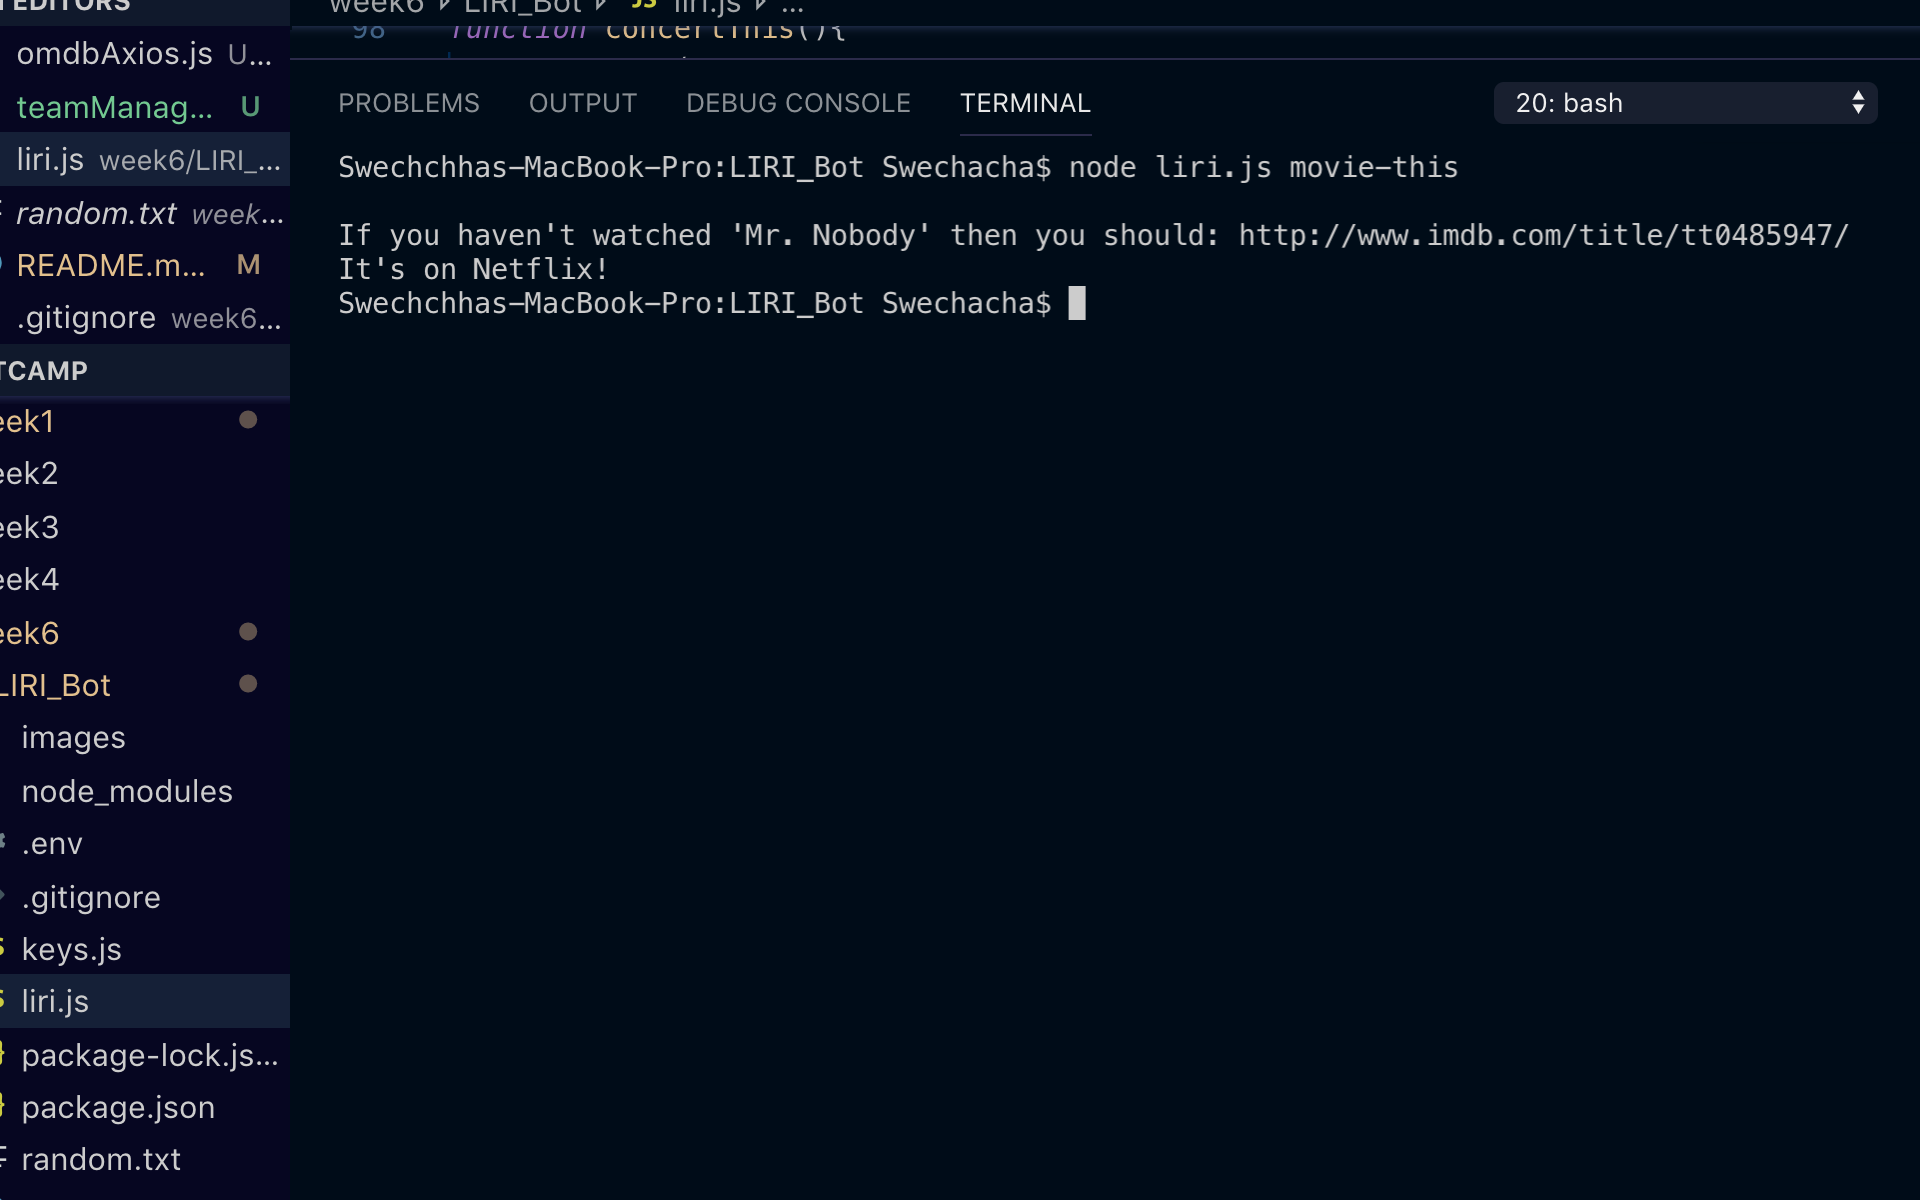 EDITORS
omdbAxios.js U...
teamManag... U
liri.js week6/LIRI_...
random.txt week...
README.m... M
.gitignore week6...
TCAMP
eek1
eek2
eek3
eek4
eek6
LIRI_Bot
images
node_modules
.env
.gitignore
keys.js
liri.js
package-lock.js...
package.json
random.txt
week6 LIRI_Bot JS liri.js ...
98 function concertThis(){
PROBLEMS OUTPUT DEBUG CONSOLE TERMINAL 20: bash
Swechchhas-MacBook-Pro:LIRI_Bot Swechacha$ node liri.js movie-this
If you haven't watched 'Mr. Nobody' then you should: http://www.imdb.com/title/tt0485947/
It's on Netflix!
Swechchhas-MacBook-Pro:LIRI_Bot Swechacha$